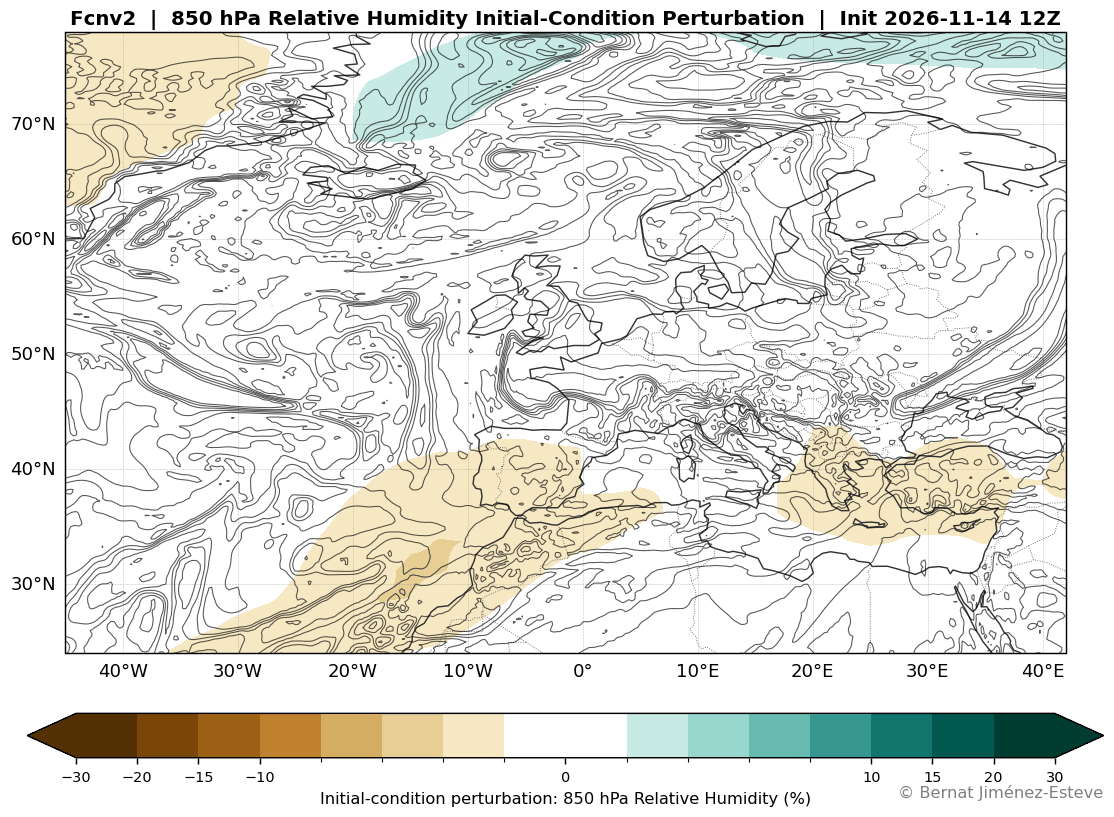 Fcnv2  |  850 hPa Relative Humidity Initial-Condition Perturbation  |  Init 2026-11-14 12Z
70°N
60°N
50°N
40°N
30°N
40°W 30°W 20°W 10°W 0° 10°E 20°E 30°E 40°E
−30 −20 −15 −10 0 10 15 20 30
Initial-condition perturbation: 850 hPa Relative Humidity (%)
© Bernat Jiménez-Esteve